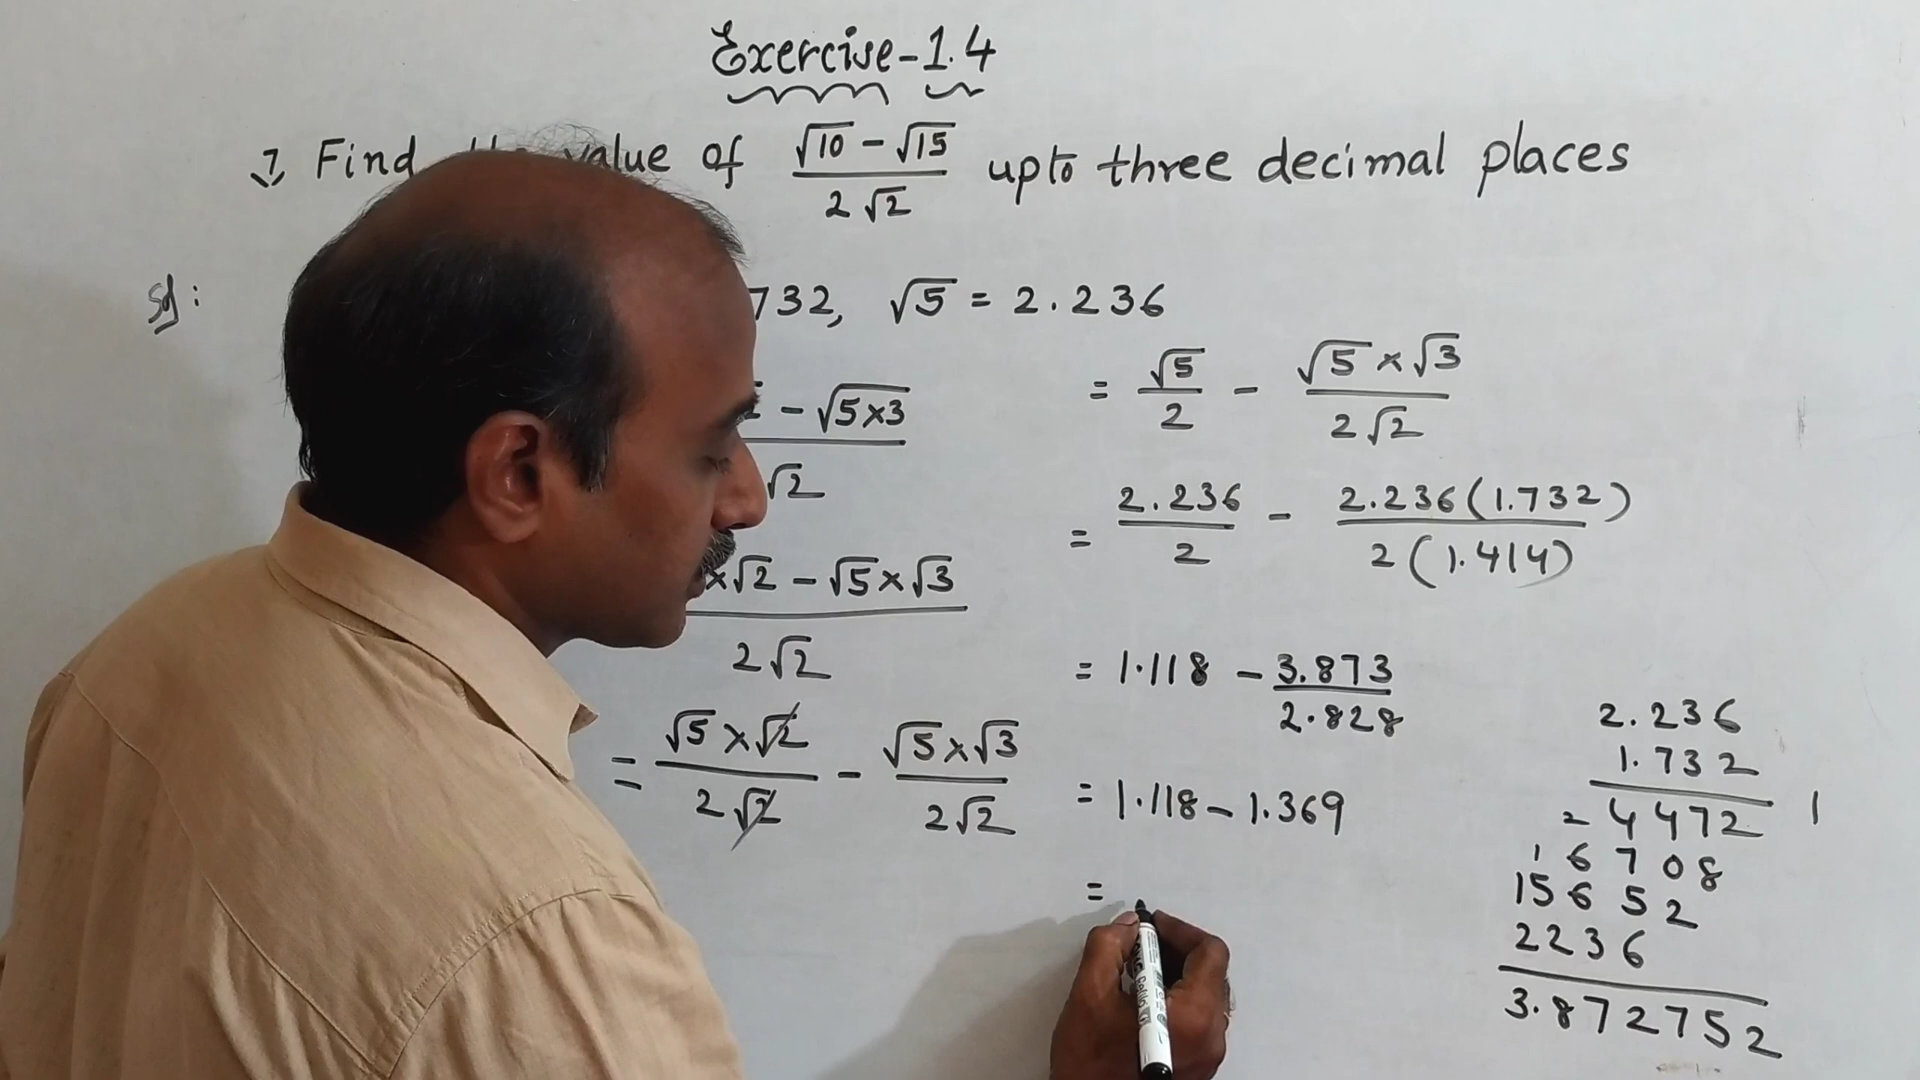 Exercise-1.4
1, Find value of (√10 - √15)/(2√2) upto three decimal places
Sol:
732, √5 = 2.236
- √(5×3)
√2
×√2 - √5×√3
2√2
= (√5×√2)/(2√2) - (√5×√3)/(2√2)
= √5/2 - (√5×√3)/(2√2)
= 2.236/2 - 2.236(1.732)/2(1.414)
= 1.118 - 3.873/2.828
= 1.118 - 1.369
=
2.236
1.732
4472
6708
15652
2236
3.872752